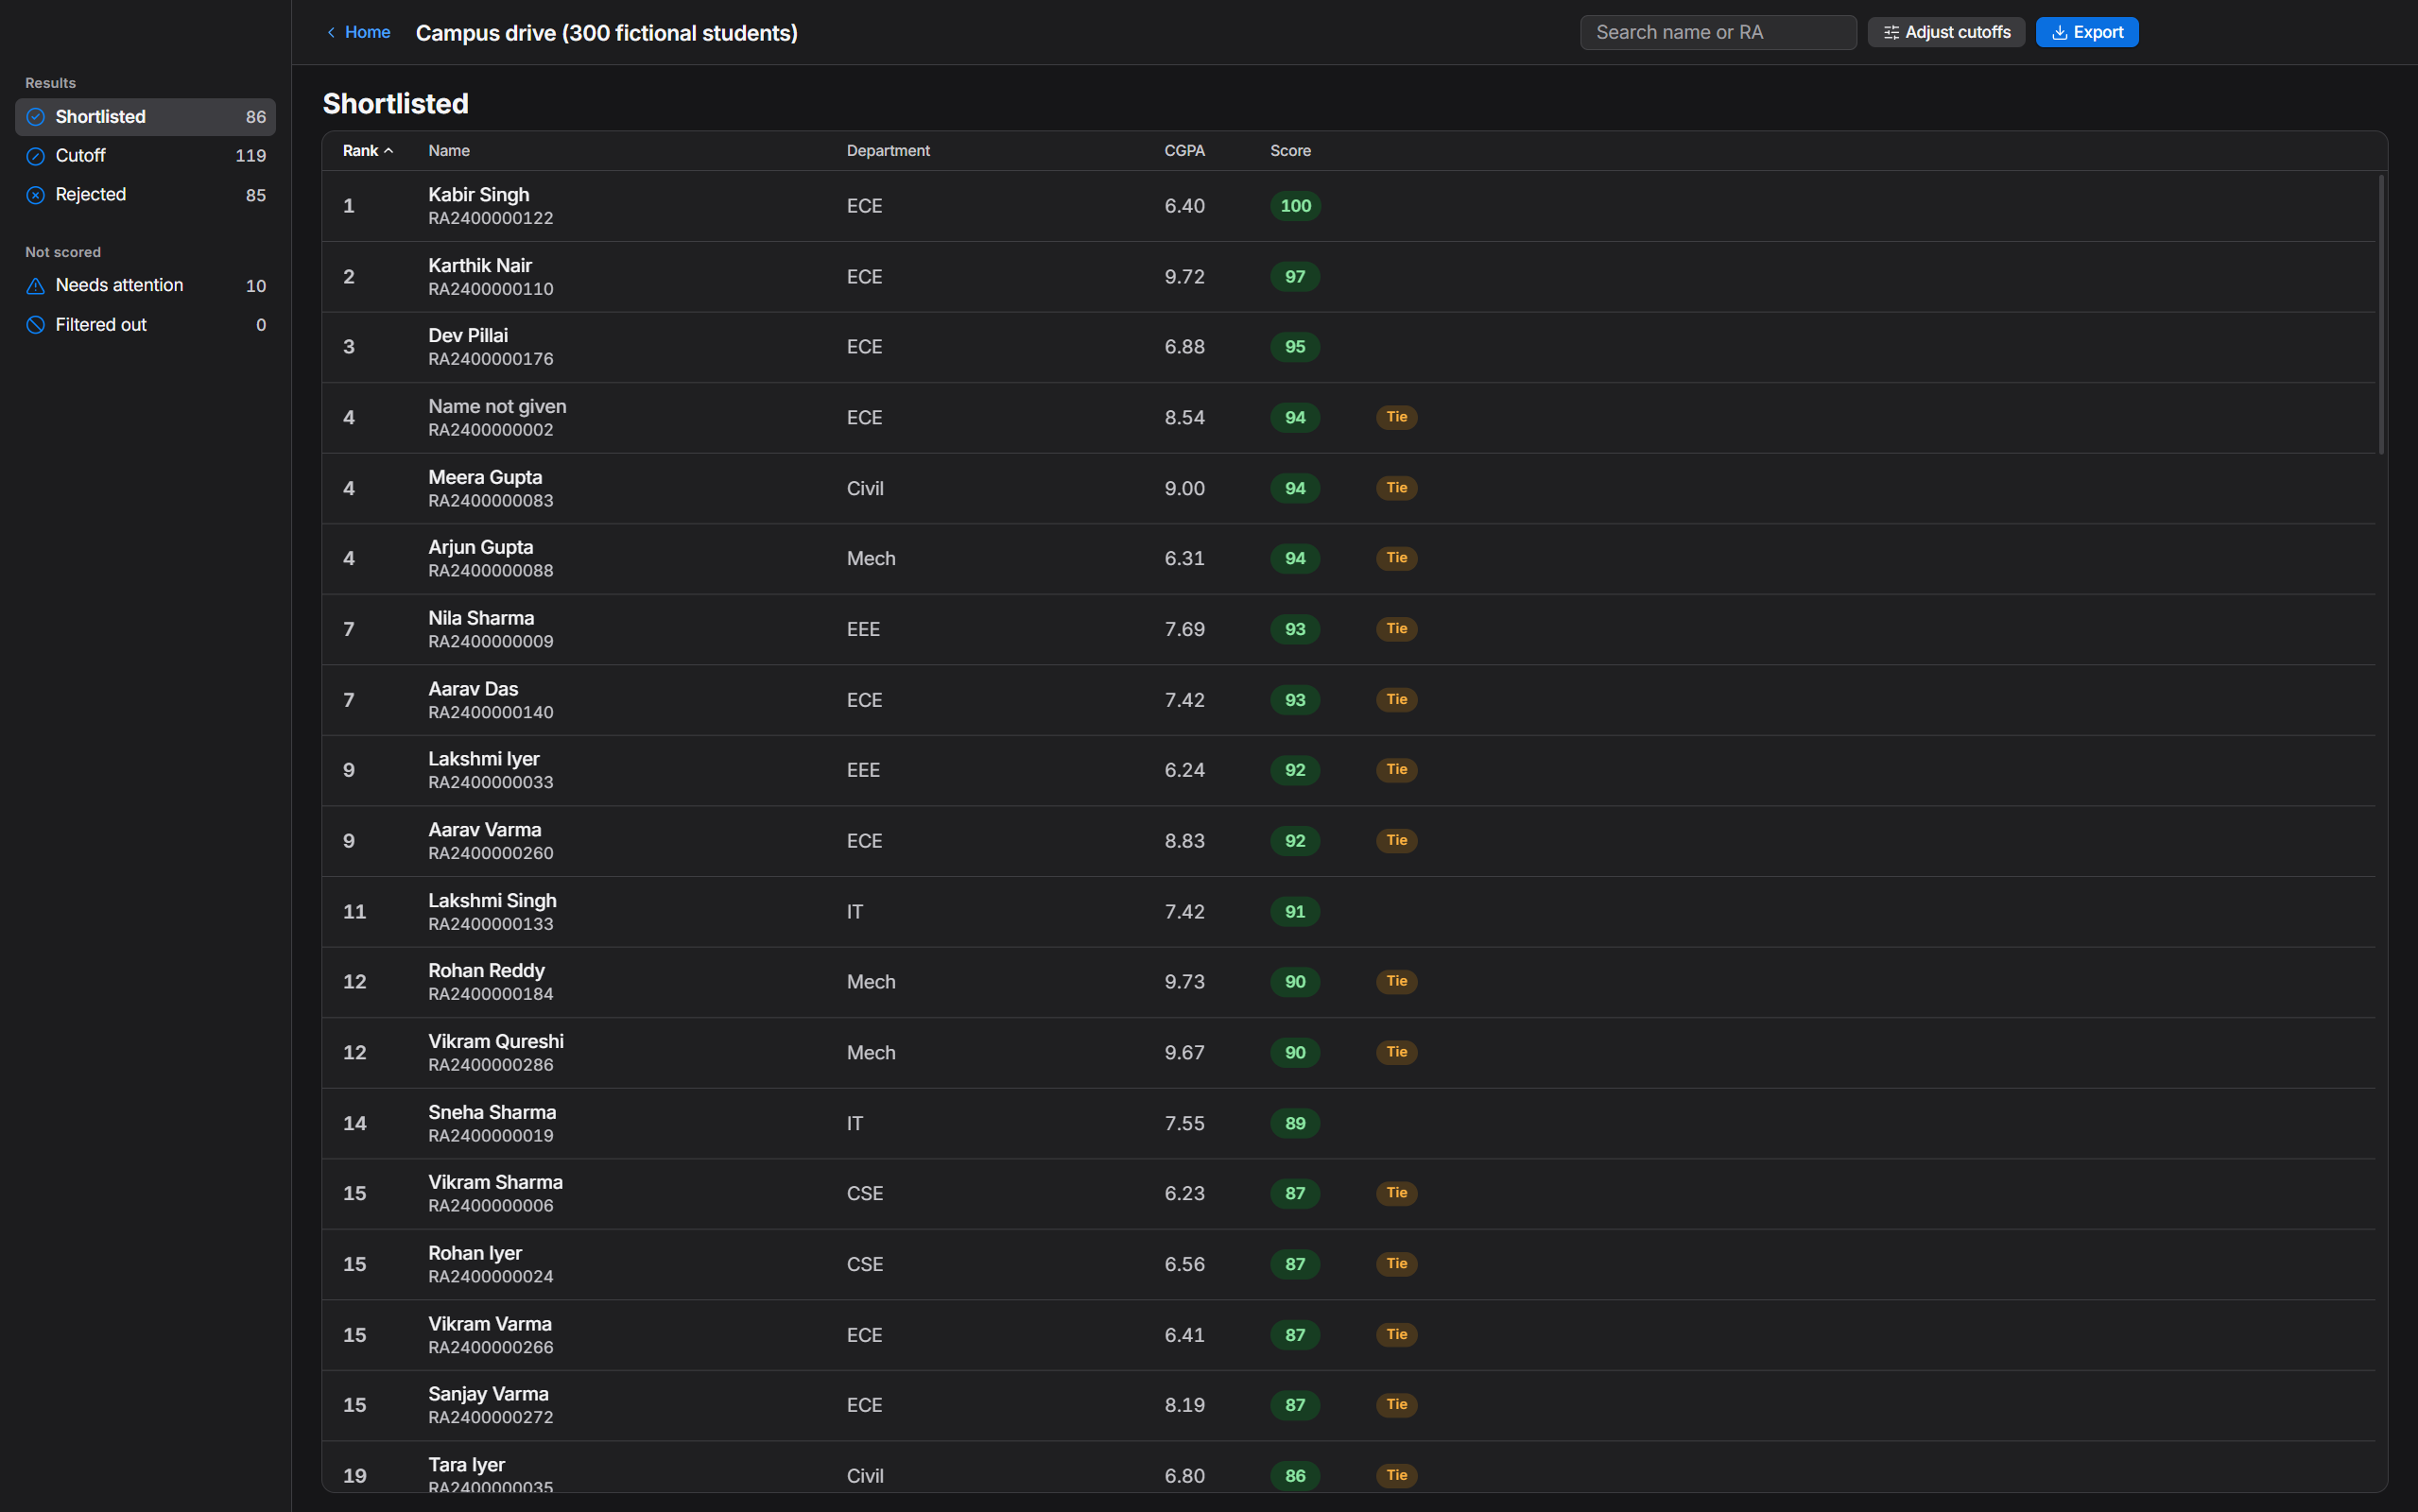 Home
Campus drive (300 fictional students)
Search name or RA
Adjust cutoffs
Export
Results
Shortlisted 86
Cutoff 119
Rejected 85
Not scored
Needs attention 10
Filtered out 0
Shortlisted
Rank Name Department CGPA Score
1 Kabir Singh ECE 6.40 100
RA2400000122
2 Karthik Nair ECE 9.72 97
RA2400000110
3 Dev Pillai ECE 6.88 95
RA2400000176
4 Name not given ECE 8.54 94 Tie
RA2400000002
4 Meera Gupta Civil 9.00 94 Tie
RA2400000083
4 Arjun Gupta Mech 6.31 94 Tie
RA2400000088
7 Nila Sharma EEE 7.69 93 Tie
RA2400000009
7 Aarav Das ECE 7.42 93 Tie
RA2400000140
9 Lakshmi Iyer EEE 6.24 92 Tie
RA2400000033
9 Aarav Varma ECE 8.83 92 Tie
RA2400000260
11 Lakshmi Singh IT 7.42 91
RA2400000133
12 Rohan Reddy Mech 9.73 90 Tie
RA2400000184
12 Vikram Qureshi Mech 9.67 90 Tie
RA2400000286
14 Sneha Sharma IT 7.55 89
RA2400000019
15 Vikram Sharma CSE 6.23 87 Tie
RA2400000006
15 Rohan Iyer CSE 6.56 87 Tie
RA2400000024
15 Vikram Varma ECE 6.41 87 Tie
RA2400000266
15 Sanjay Varma ECE 8.19 87 Tie
RA2400000272
19 Tara Iyer Civil 6.80 86 Tie
RA2400000035